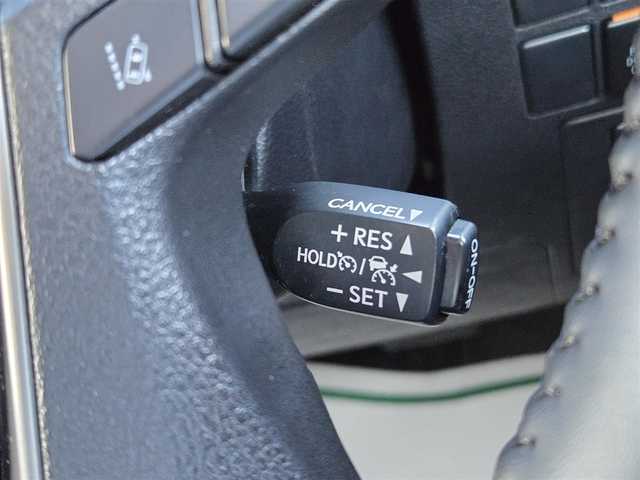 CANCEL▼
+ RES ▲
HOLD / ◀
− SET ▼
ON-OFF